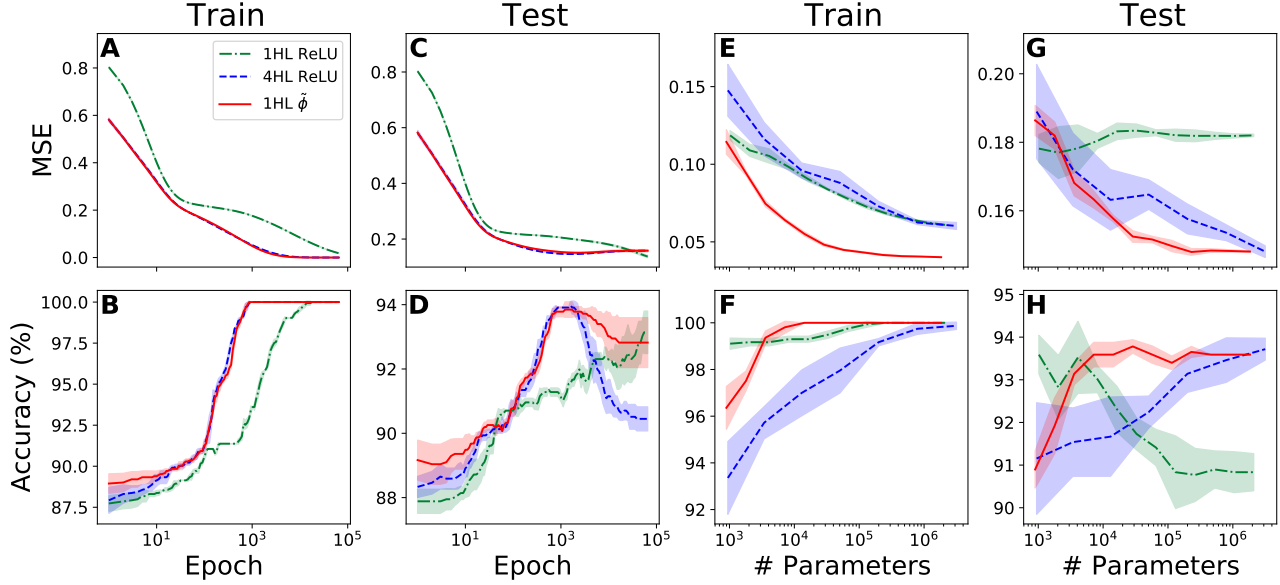 Train
Test
Train
Test
A
1HL ReLU
4HL ReLU
1HL ϕ̃
MSE
0.8
0.6
0.4
0.2
0.0
C
0.8
0.6
0.4
0.2
E
0.15
0.10
0.05
G
0.20
0.18
0.16
B
Accuracy (%)
100.0
97.5
95.0
92.5
90.0
87.5
10¹ 10³ 10⁵
Epoch
D
94
92
90
88
10¹ 10³ 10⁵
Epoch
F
100
98
96
94
92
10³ 10⁴ 10⁵ 10⁶
# Parameters
H
95
94
93
92
91
90
10³ 10⁴ 10⁵ 10⁶
# Parameters